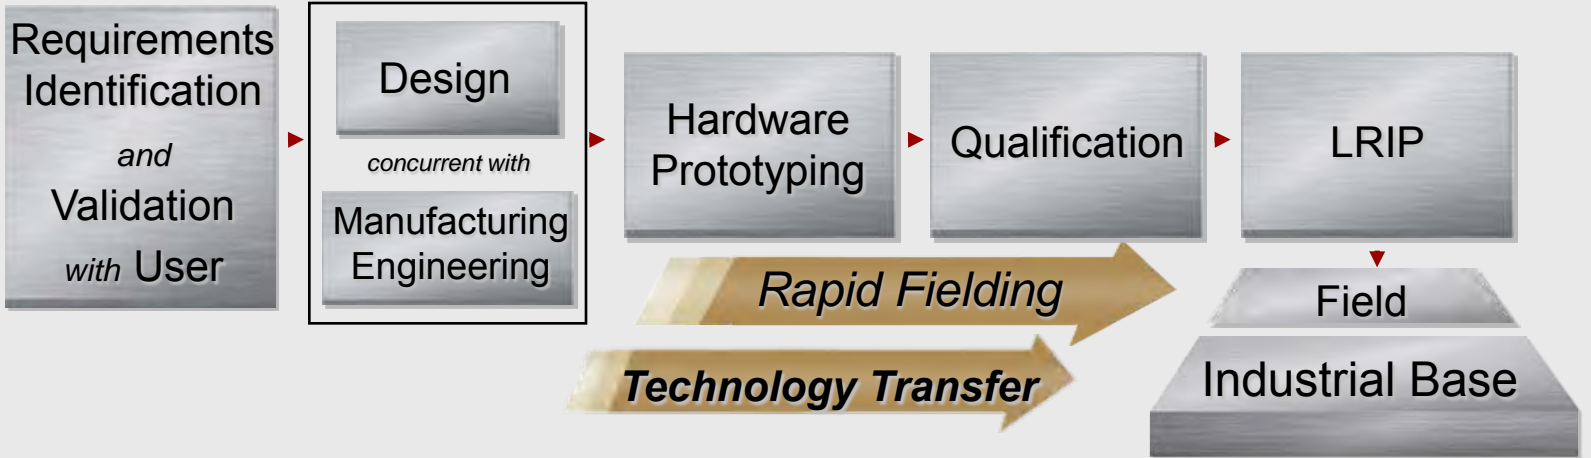 Requirements
Identification
and
Validation
with User
Design
concurrent with
Manufacturing
Engineering
Hardware
Prototyping
Qualification
LRIP
Rapid Fielding
Field
Technology Transfer
Industrial Base